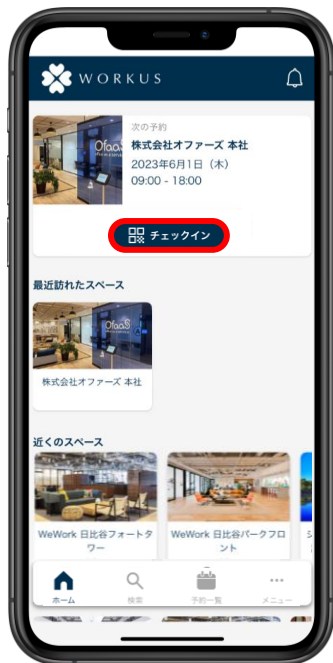 WORKUS
次の予約
株式会社オファーズ 本社
2023年6月1日（木）
09:00 - 18:00
チェックイン
最近訪れたスペース
株式会社オファーズ 本社
近くのスペース
WeWork 日比谷フォートタ
ワー
WeWork 日比谷パークフロ
ント
ホーム
検索
予約一覧
メニュー